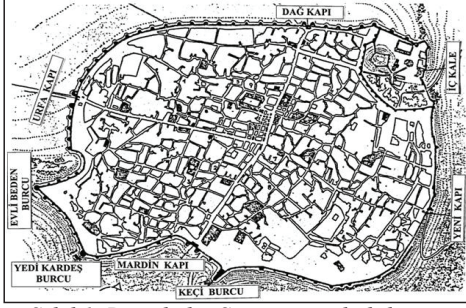 DAĞ KAPI
URFA KAPI
İÇ KALE
EVLİ BEDEN
BURCU
YENİ KAPI
YEDİ KARDEŞ
BURCU
MARDİN KAPI
KEÇİ BURCU